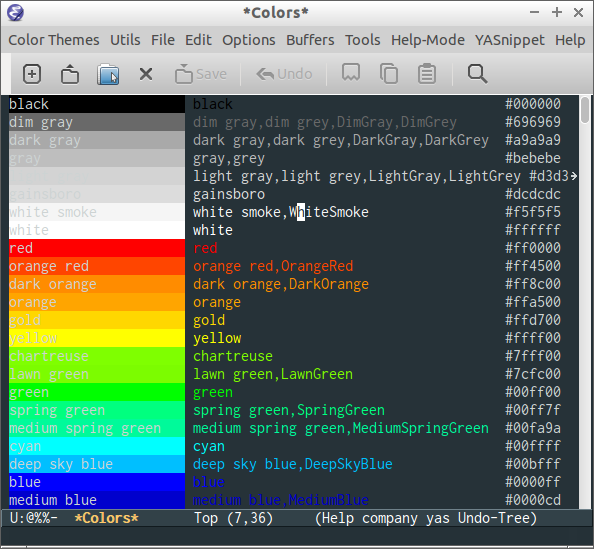 *Colors*
Color Themes Utils File Edit Options Buffers Tools Help-Mode YASnippet Help
Save Undo
black black #000000
dim gray dim gray,dim grey,DimGray,DimGrey #696969
dark gray dark gray,dark grey,DarkGray,DarkGrey #a9a9a9
gray gray,grey #bebebe
light gray,light grey,LightGray,LightGrey #d3d3
gainsboro gainsboro #dcdcdc
white smoke white smoke,WhiteSmoke #f5f5f5
white white #ffffff
red red #ff0000
orange red orange red,OrangeRed #ff4500
dark orange dark orange,DarkOrange #ff8c00
orange orange #ffa500
gold gold #ffd700
yellow yellow #ffff00
chartreuse chartreuse #7fff00
lawn green lawn green,LawnGreen #7cfc00
green green #00ff00
spring green spring green,SpringGreen #00ff7f
medium spring green medium spring green,MediumSpringGreen #00fa9a
cyan cyan #00ffff
deep sky blue deep sky blue,DeepSkyBlue #00bfff
blue blue #0000ff
medium blue medium blue,MediumBlue #0000cd
U:@%%- *Colors* Top (7,36) (Help company yas Undo-Tree)